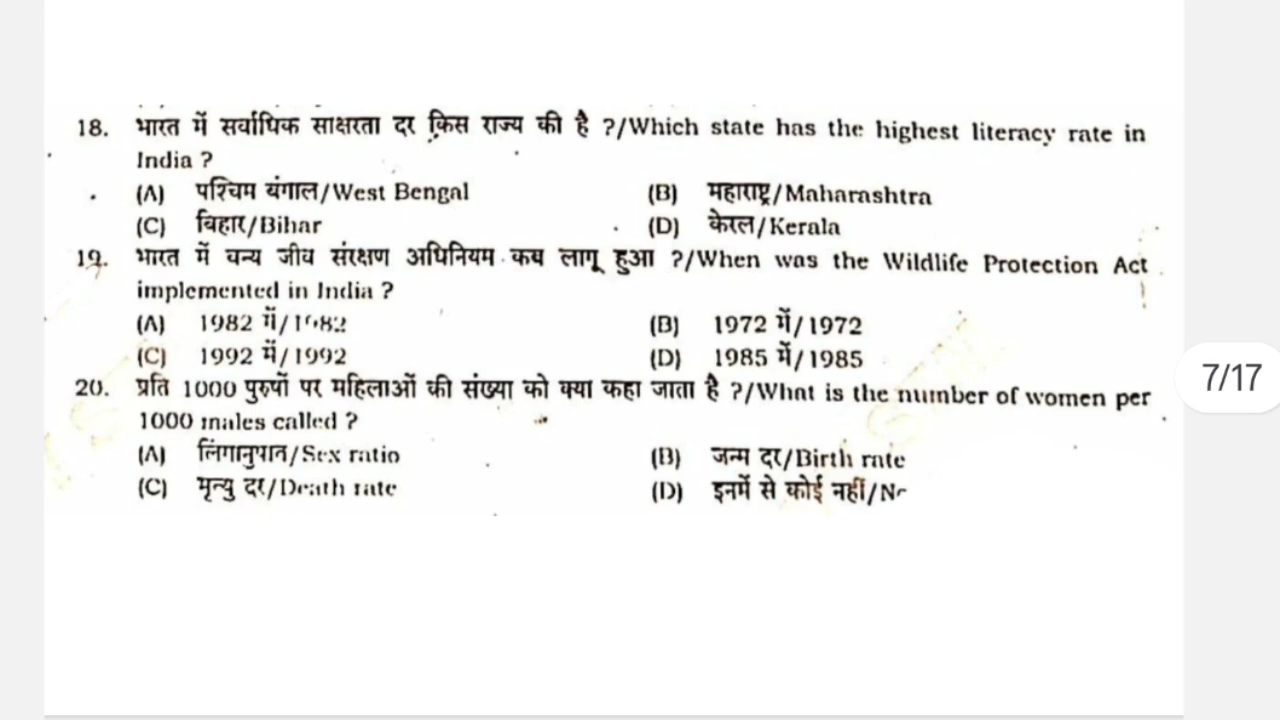 18. भारत में सर्वाधिक साक्षरता दर किस राज्य की है ?/Which state has the highest literacy rate in
India ?
(A) पश्चिम बंगाल/West Bengal (B) महाराष्ट्र/Maharashtra
(C) बिहार/Bihar (D) केरल/Kerala
19. भारत में वन्य जीव संरक्षण अधिनियम कब लागू हुआ ?/When was the Wildlife Protection Act
implemented in India ?
(A) 1982 में/1982 (B) 1972 में/1972
(C) 1992 में/1992 (D) 1985 में/1985
20. प्रति 1000 पुरुषों पर महिलाओं की संख्या को क्या कहा जाता है ?/What is the number of women per
1000 males called ?
(A) लिंगानुपात/Sex ratio (B) जन्म दर/Birth rate
(C) मृत्यु दर/Death rate (D) इनमें से कोई नहीं/
7/17